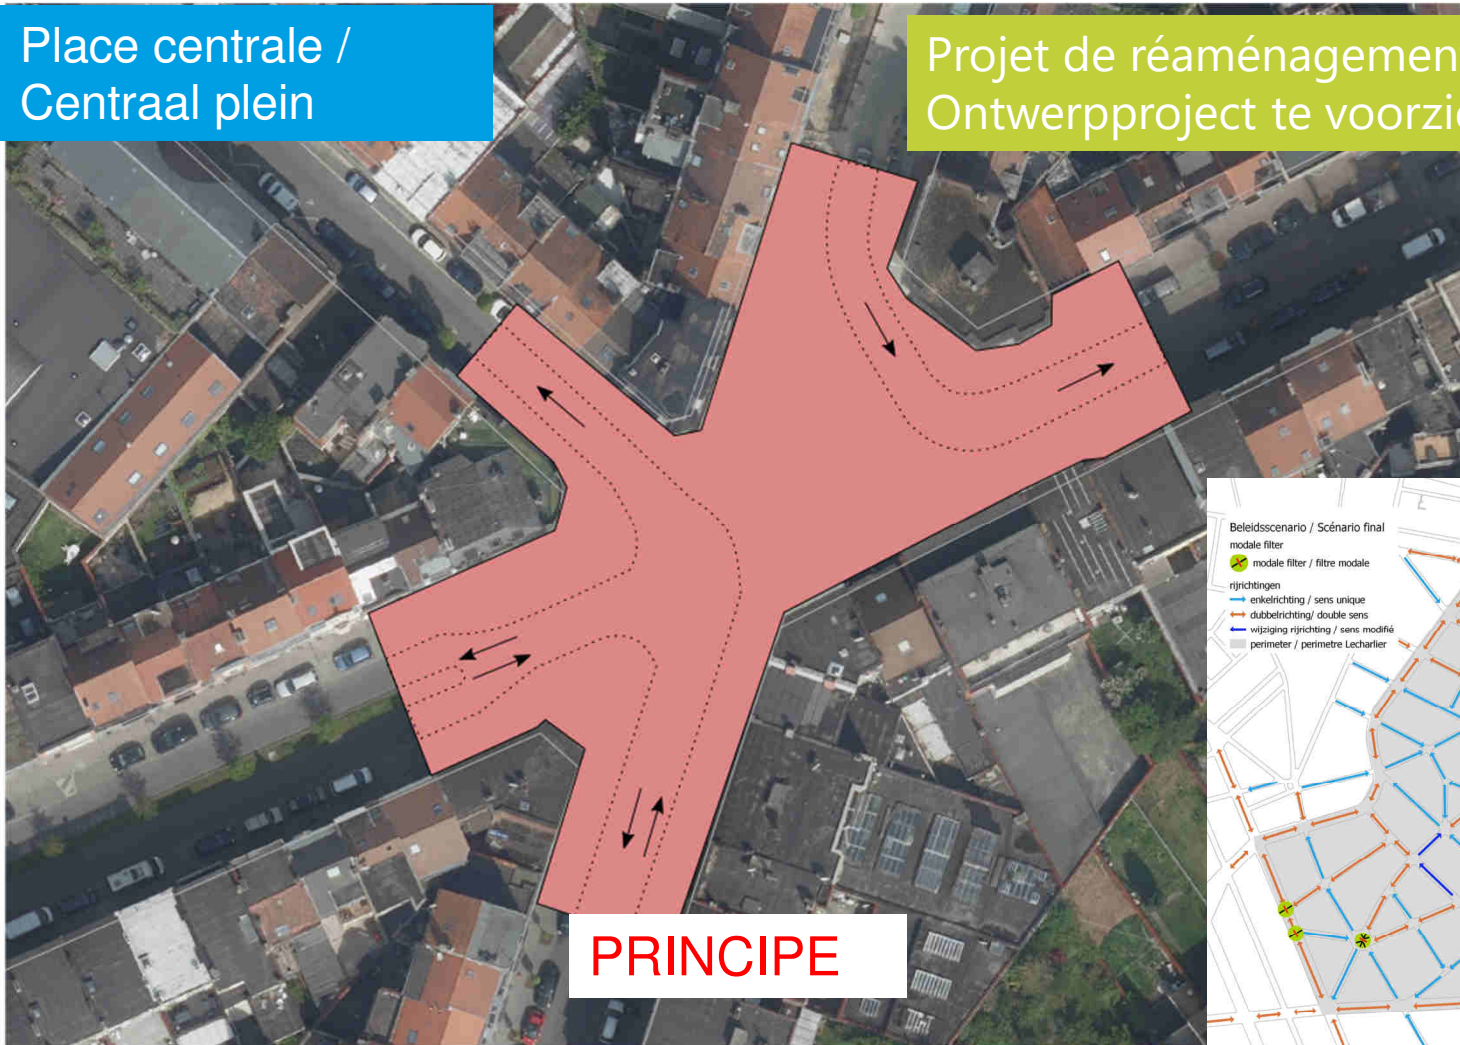 Place centrale /
Centraal plein
Projet de réaménagemen
Ontwerpproject te voorzi
PRINCIPE
Beleidsscenario / Scénario final
modale filter
modale filter / filtre modale
rijrichtingen
enkelrichting / sens unique
dubbelrichting/ double sens
wijziging rijrichting / sens modifié
perimeter / perimetre Lecharlier